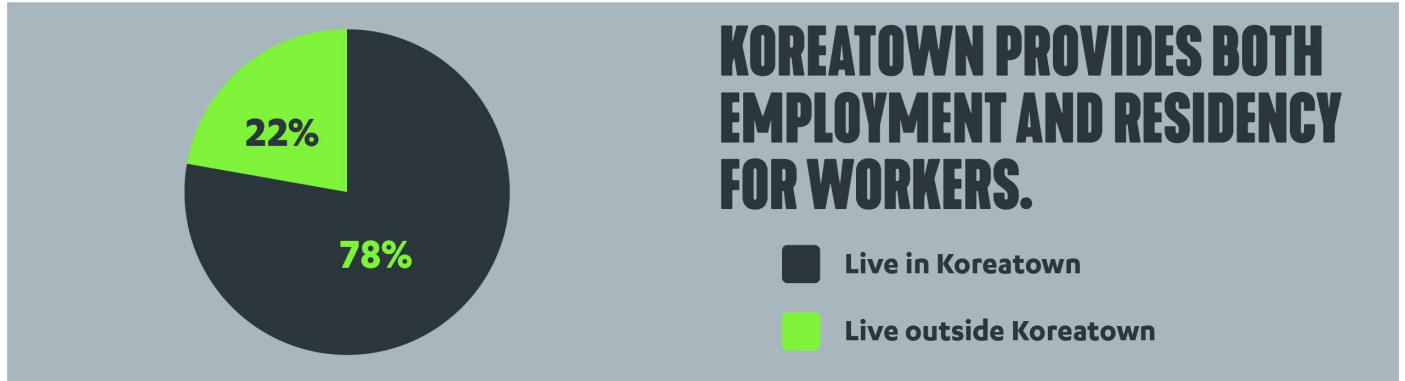 22%
78%
KOREATOWN PROVIDES BOTH
EMPLOYMENT AND RESIDENCY
FOR WORKERS.
Live in Koreatown
Live outside Koreatown